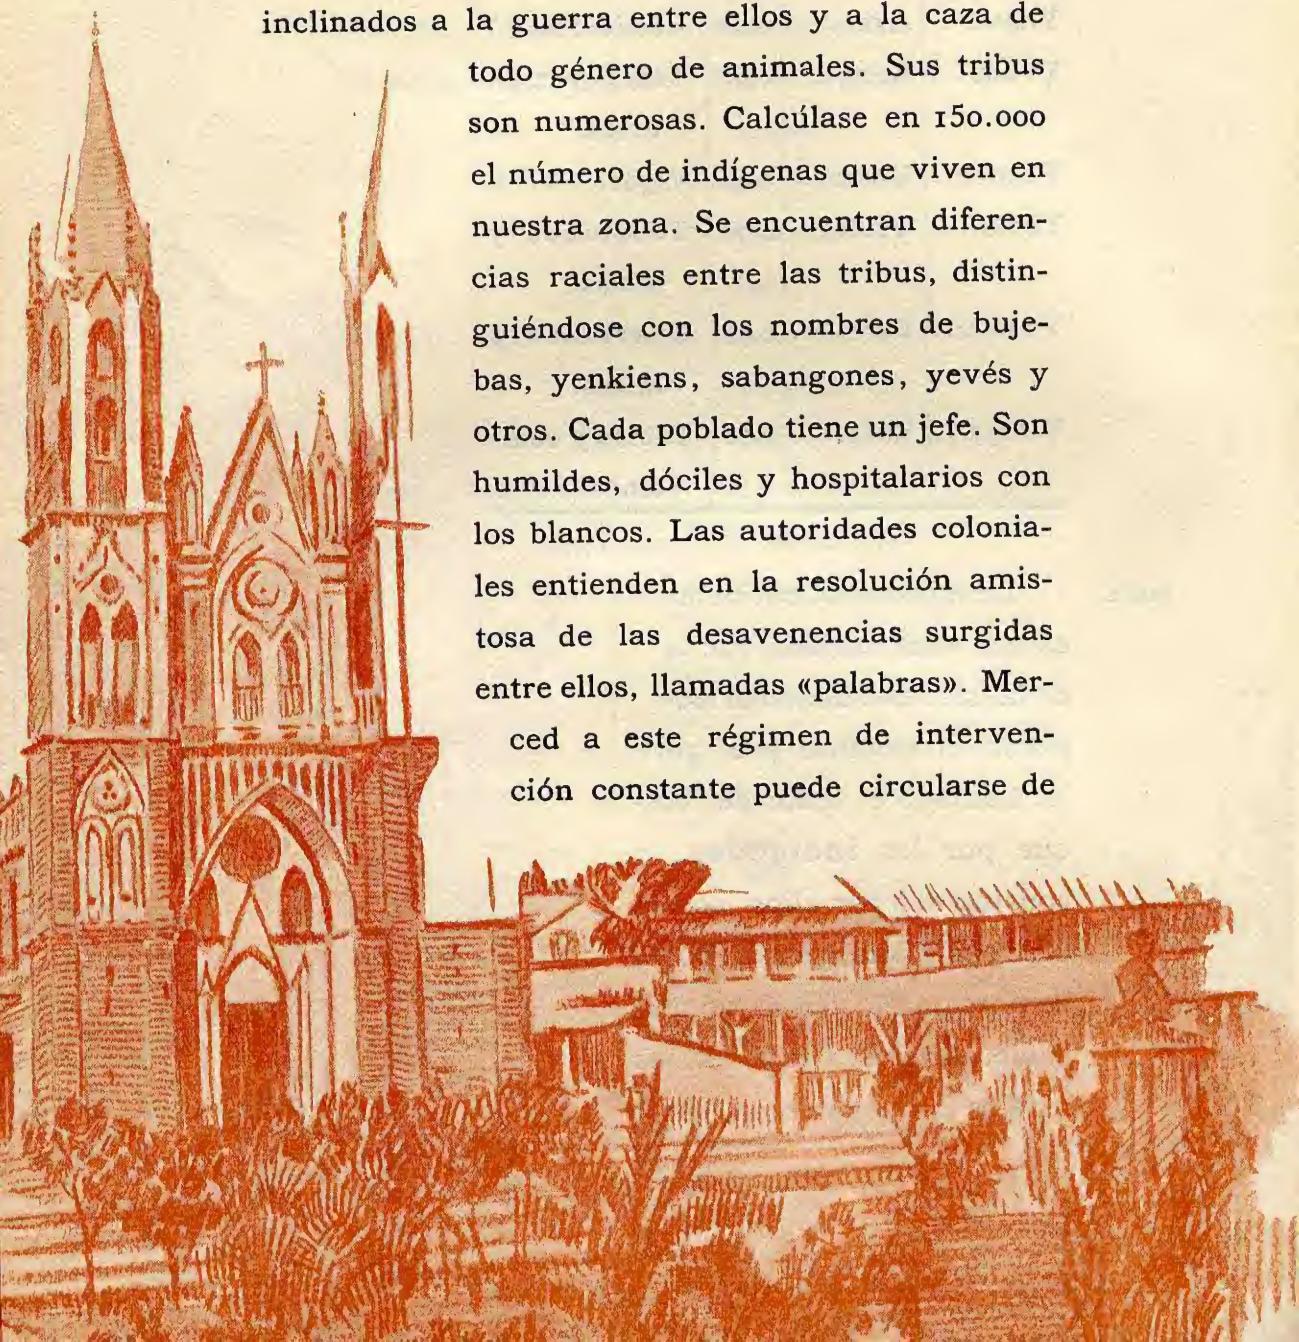 inclinados a la guerra entre ellos y a la caza de
todo género de animales. Sus tribus
son numerosas. Calcúlase en 150.000
el número de indígenas que viven en
nuestra zona. Se encuentran diferen-
cias raciales entre las tribus, distin-
guiéndose con los nombres de buje-
bas, yenkiens, sabangones, yevés y
otros. Cada poblado tiene un jefe. Son
humildes, dóciles y hospitalarios con
los blancos. Las autoridades colonia-
les entienden en la resolución amis-
tosa de las desavenencias surgidas
entre ellos, llamadas «palabras». Mer-
ced a este régimen de interven-
ción constante puede circularse de